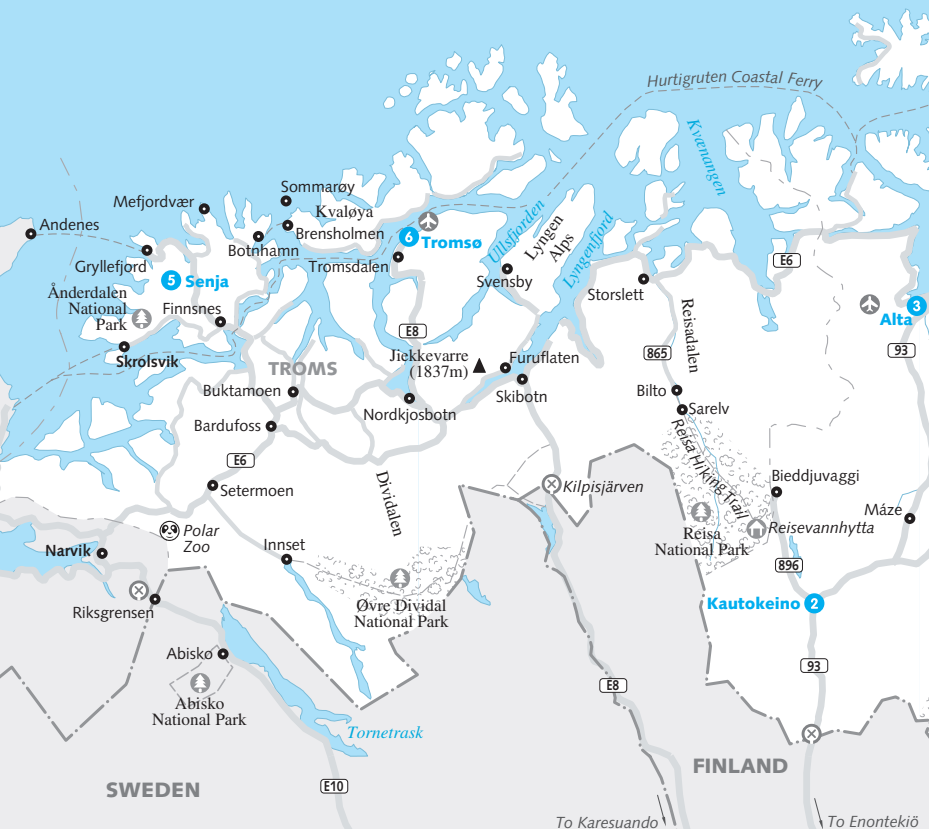 Hurtigruten Coastal Ferry
Kvænangen
Sommarøy
Mefjordvær
Kvaløya
Andenes
Brensholmen
Botnhamn
6 Tromsø
Ullsfjorden
Lyngen
Alps
Lyngenfjord
Gryllefjord
Tromsdalen
E6
5 Senja
Svensby
Storslett
Ånderdalen
National
Park
Finnsnes
Reisadalen
3
Alta
E8
93
Skrolsvik
TROMS
Jiekkevarre
(1837m)
Furuflaten
865
Buktamoen
Skibotn
Bilto
Nordkjosbotn
Sarelv
Bardufoss
Reisa Hiking Trail
E6
Setermoen
Dividalen
Kilpisjärven
Bieddjuvaggi
Máze
Polar
Zoo
Reisa
National Park
Reisevannhytta
Narvik
Innset
896
Riksgrensen
Øvre Dividal
National Park
Kautokeino 2
Abisko
93
E8
Abisko
National Park
Tornetrask
FINLAND
SWEDEN
E10
To Karesuando
To Enontekiö